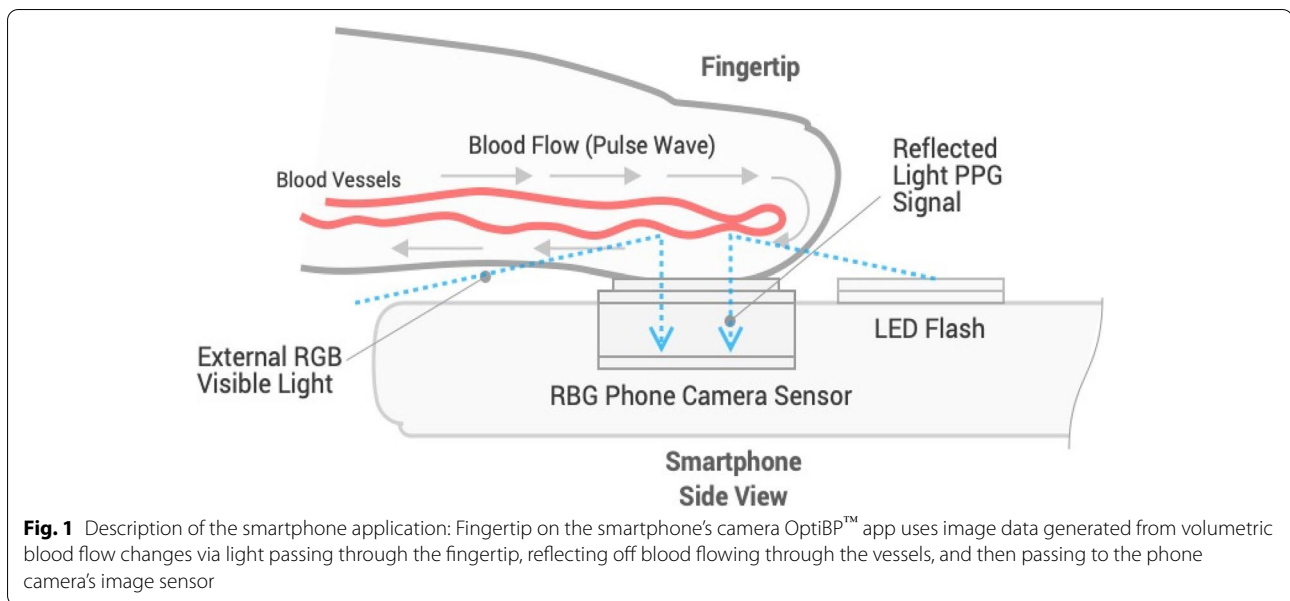 Fingertip
Blood Flow (Pulse Wave)
Blood Vessels
Reflected
Light PPG
Signal
External RGB
Visible Light
LED Flash
RBG Phone Camera Sensor
Smartphone
Side View
Fig. 1 Description of the smartphone application: Fingertip on the smartphone's camera OptiBP™ app uses image data generated from volumetric
blood flow changes via light passing through the fingertip, reflecting off blood flowing through the vessels, and then passing to the phone
camera's image sensor